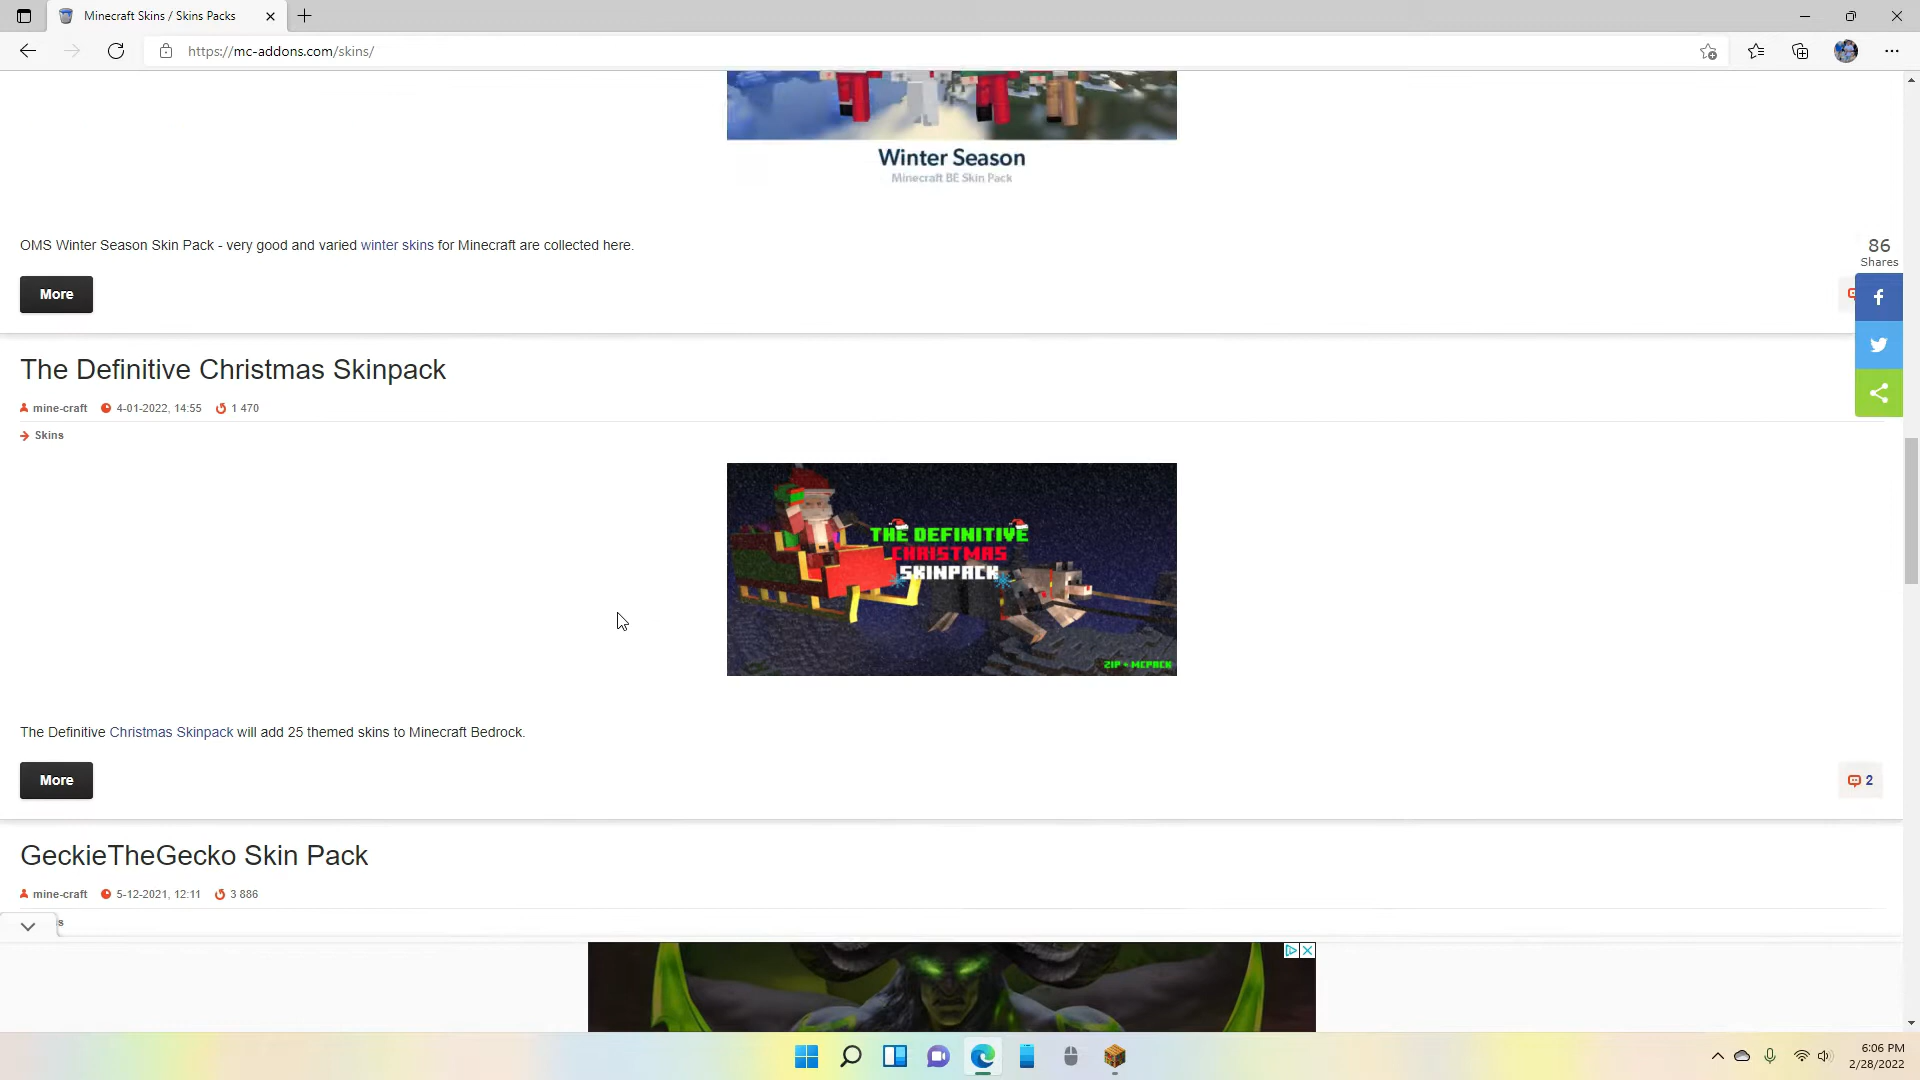 Minecraft Skins / Skins Packs
https://mc-addons.com/skins/
Winter Season
Minecraft BE Skin Pack
OMS Winter Season Skin Pack - very good and varied winter skins for Minecraft are collected here.
86
Shares
More
The Definitive Christmas Skinpack
mine-craft 4-01-2022, 14:55 1 470
Skins
THE DEFINITIVE
CHRISTMAS
SKINPACK
ZIP + MCPACK
The Definitive Christmas Skinpack will add 25 themed skins to Minecraft Bedrock.
More
2
GeckieTheGecko Skin Pack
mine-craft 5-12-2021, 12:11 3 886
s
6:06 PM
2/28/2022